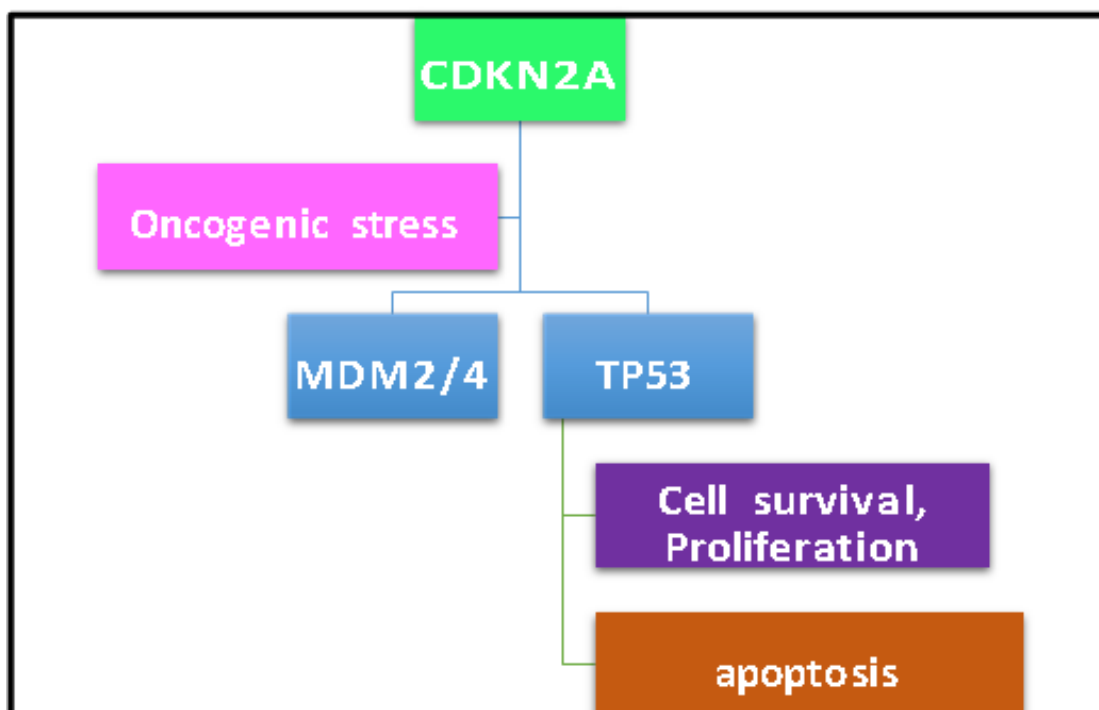 CDKN2A
Oncogenic stress
MDM2/4
TP53
Cell survival,
Proliferation
apoptosis